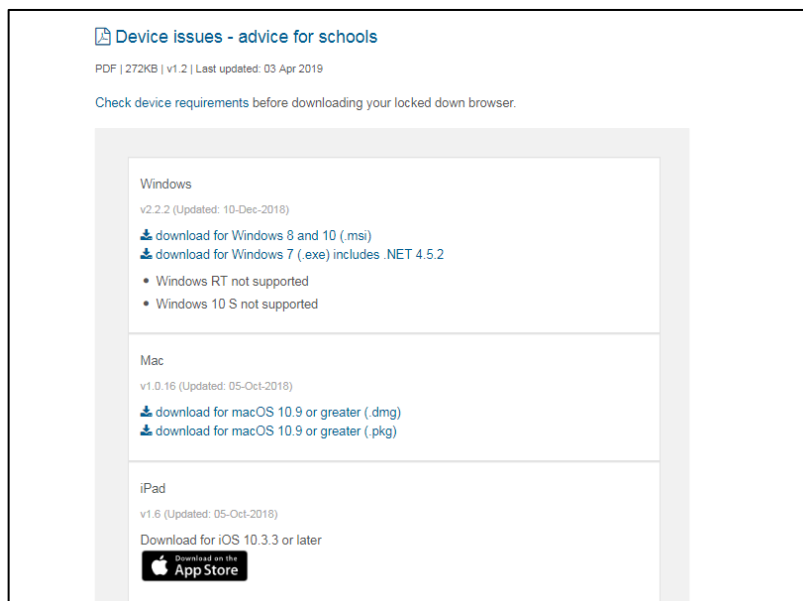 Device issues - advice for schools
PDF | 272KB | v1.2 | Last updated: 03 Apr 2019
Check device requirements before downloading your locked down browser.
Windows
v2.2.2 (Updated: 10-Dec-2018)
download for Windows 8 and 10 (.msi)
download for Windows 7 (.exe) includes .NET 4.5.2
• Windows RT not supported
• Windows 10 S not supported
Mac
v1.0.16 (Updated: 05-Oct-2018)
download for macOS 10.9 or greater (.dmg)
download for macOS 10.9 or greater (.pkg)
iPad
v1.6 (Updated: 05-Oct-2018)
Download for iOS 10.3.3 or later
Download on the
App Store